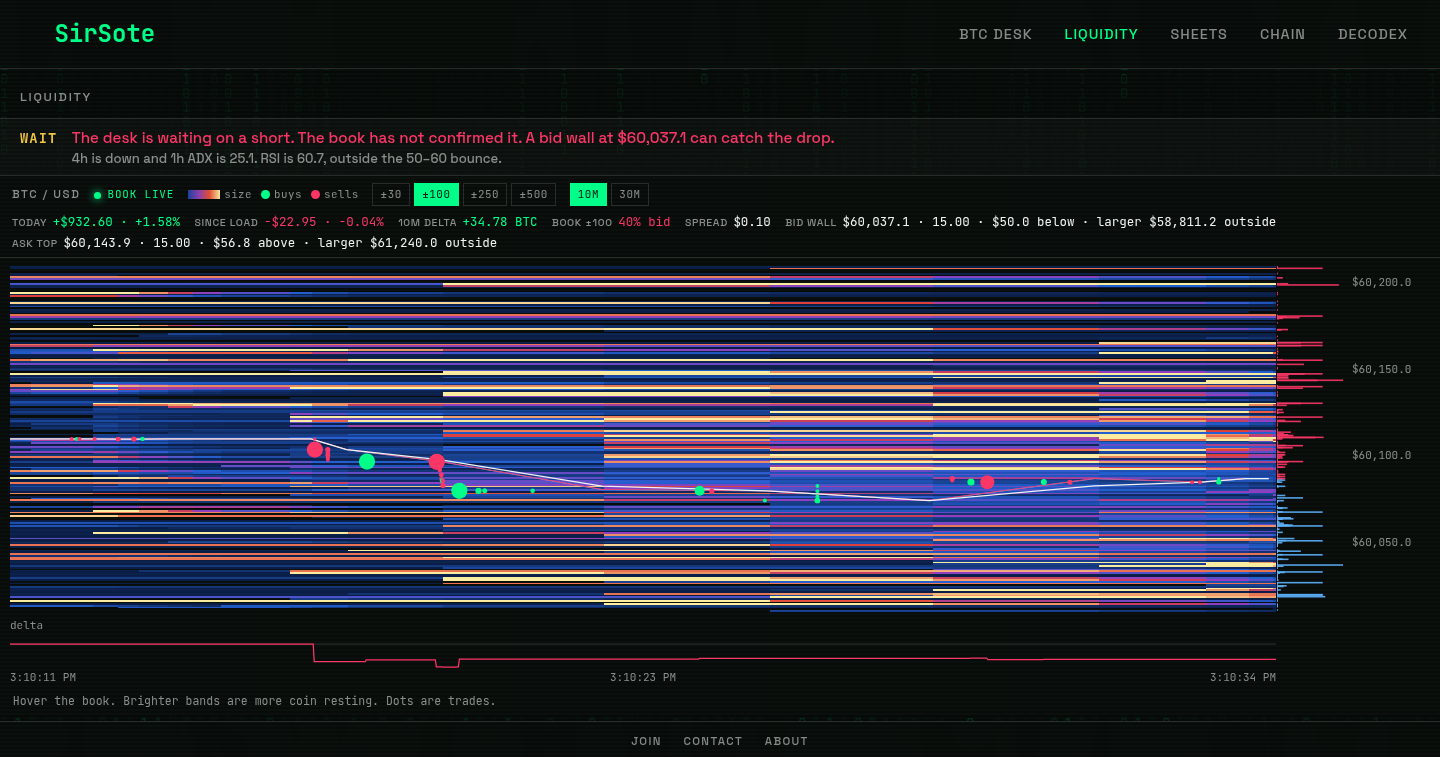 SirSote
BTC DESK LIQUIDITY SHEETS CHAIN DECODEX
LIQUIDITY
WAIT The desk is waiting on a short. The book has not confirmed it. A bid wall at $60,037.1 can catch the drop.
4h is down and 1h ADX is 25.1. RSI is 60.7, outside the 50–60 bounce.
BTC / USD BOOK LIVE size buys sells ±30 ±100 ±250 ±500 10M 30M
TODAY +$932.60 · +1.58% SINCE LOAD -$22.95 · -0.04% 10M DELTA +34.78 BTC BOOK ±100 40% bid SPREAD $0.10 BID WALL $60,037.1 · 15.00 · $50.0 below · larger $58,811.2 outside
ASK TOP $60,143.9 · 15.00 · $56.8 above · larger $61,240.0 outside
$60,200.0
$60,150.0
$60,100.0
$60,050.0
delta
3:10:11 PM 3:10:23 PM 3:10:34 PM
Hover the book. Brighter bands are more coin resting. Dots are trades.
JOIN CONTACT ABOUT